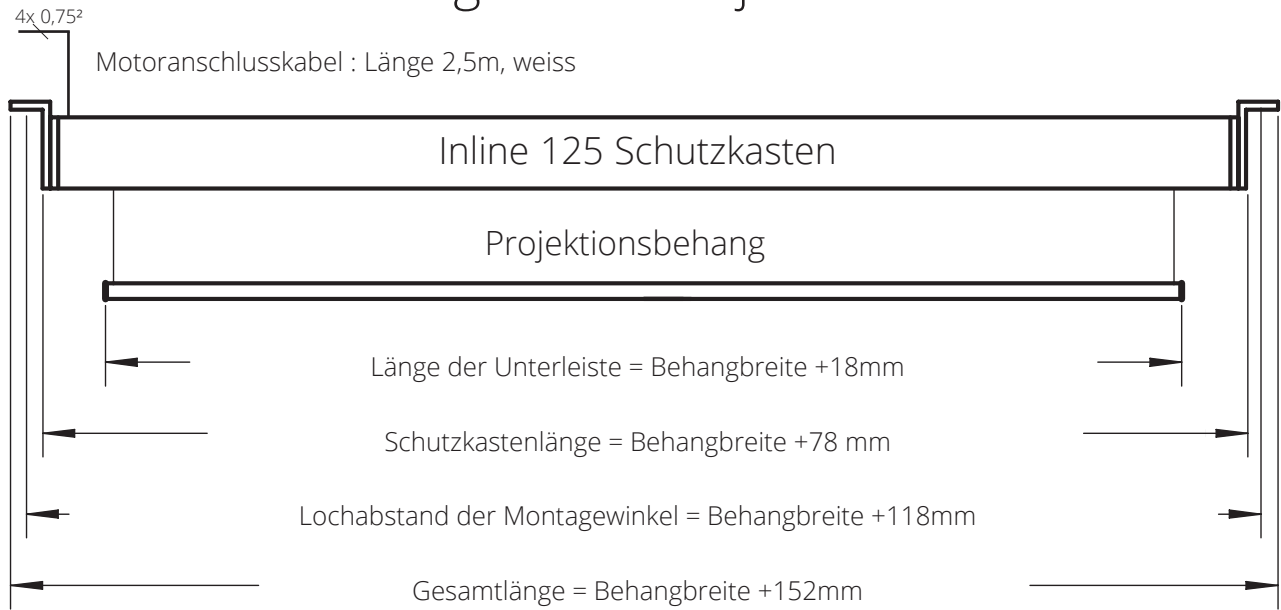 4x 0,75²
Motoranschlusskabel : Länge 2,5m, weiss
Inline 125 Schutzkasten
Projektionsbehang
Länge der Unterleiste = Behangbreite +18mm
Schutzkastenlänge = Behangbreite +78 mm
Lochabstand der Montagewinkel = Behangbreite +118mm
Gesamtlänge = Behangbreite +152mm